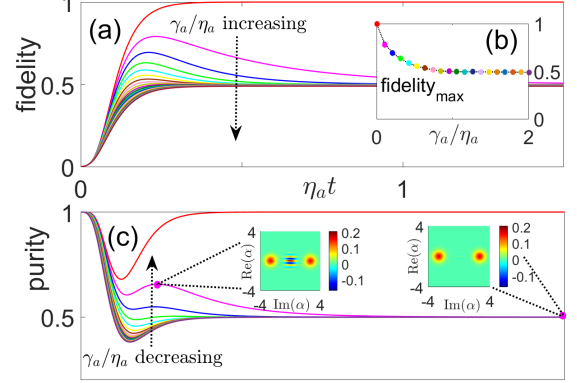 (a)
γₐ/ηₐ increasing
fidelity
1
0.5
0
0
1
ηₐt
(b)
1
0.5
0
fidelity_max
0
2
γₐ/ηₐ
(c)
purity
1
0.5
γₐ/ηₐ decreasing
4
Re(α)
-4
-4
Im(α)
4
0.2
0.1
0
-0.1
4
Re(α)
-4
-4
Im(α)
4
0.2
0.1
0
-0.1